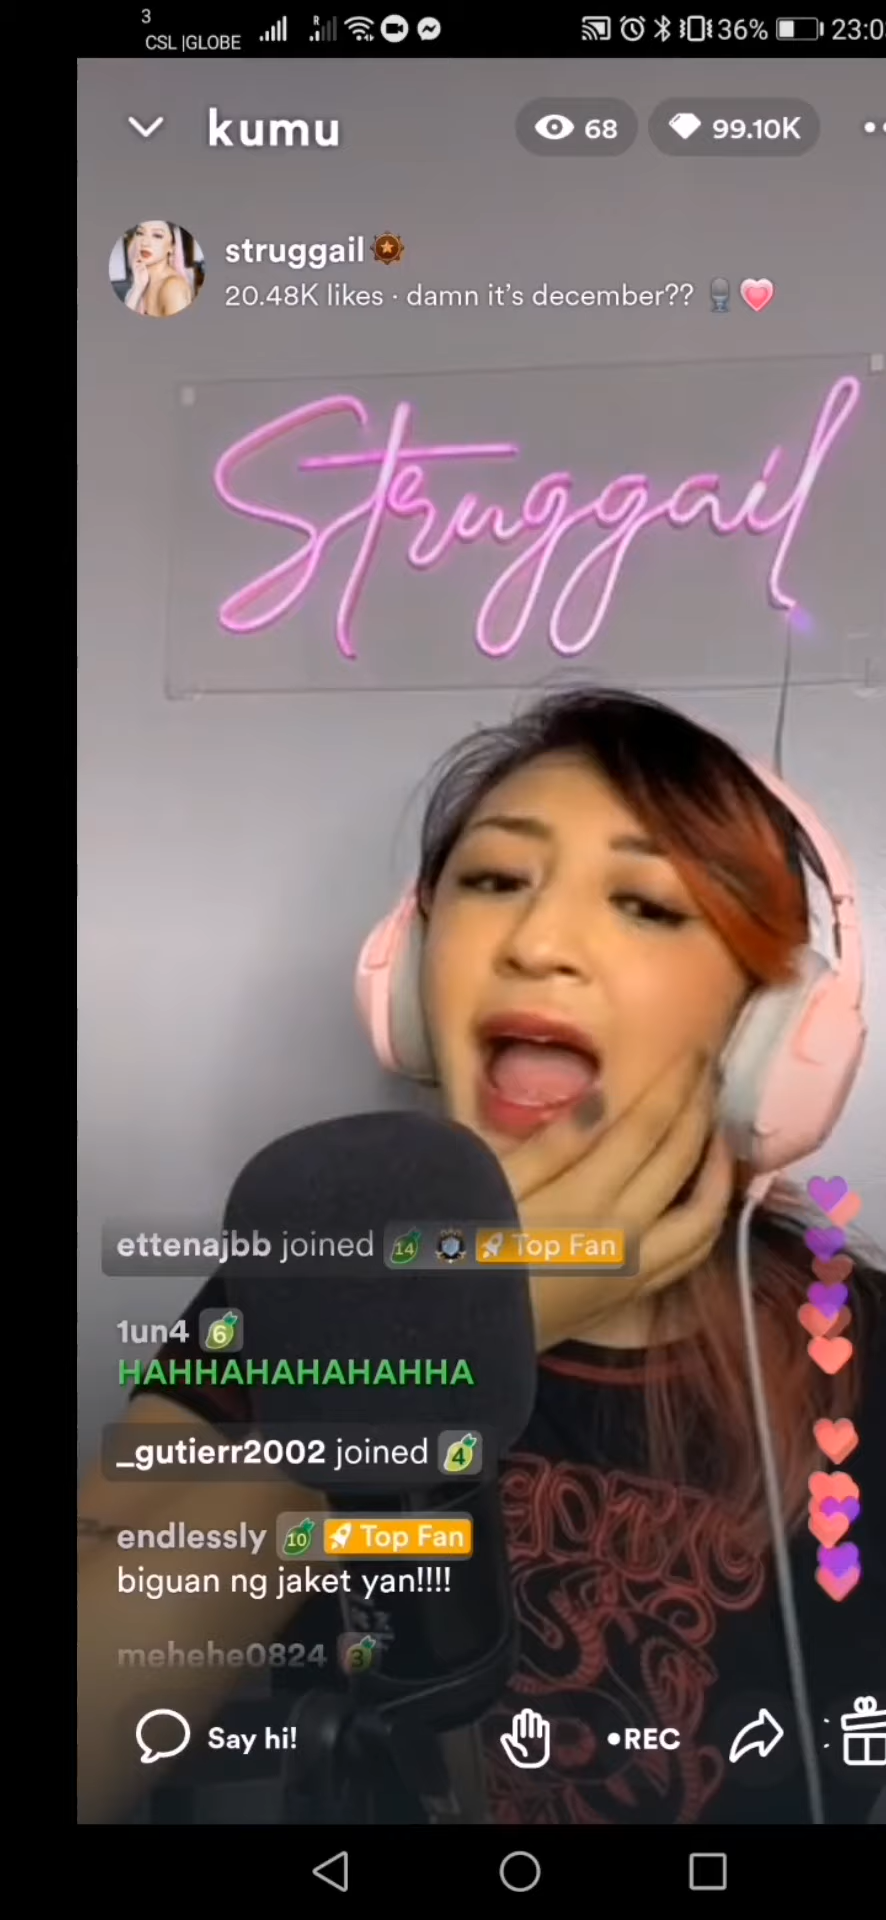 3
CSL |GLOBE
R
36%
kumu
68
99.10K
struggail
20.48K likes · damn it's december??
Struggail
ettenajbb joined 14 Top Fan
1un4 6
HAHHAHAHAHAHHA
_gutierr2002 joined 4
endlessly 10 Top Fan
biguan ng jaket yan!!!!
mehehe0824 3
Say hi!
•REC